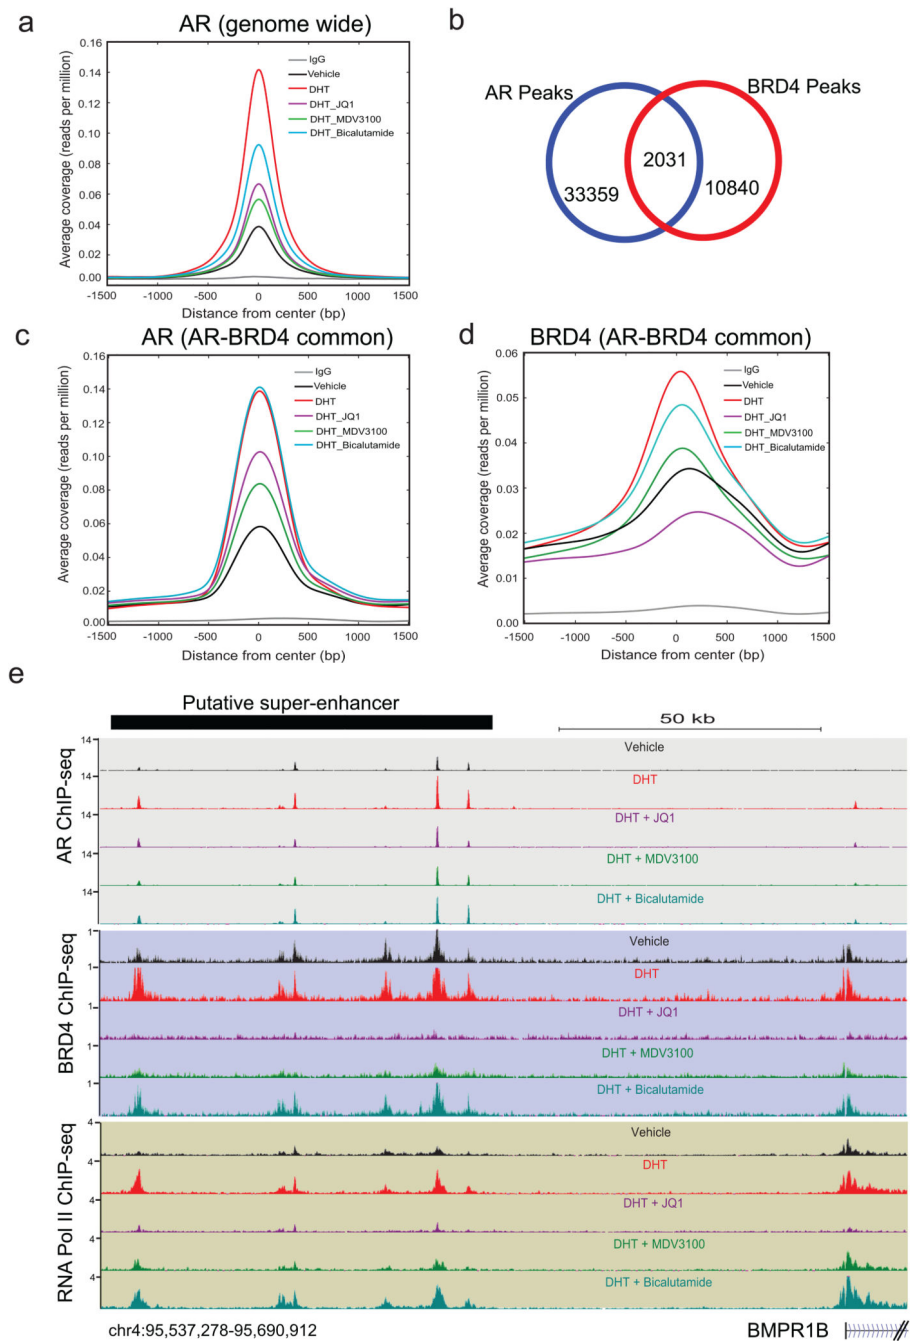 a
AR (genome wide)
Average coverage (reads per million)
0.16
0.14
0.12
0.10
0.08
0.06
0.04
0.02
0.00
IgG
Vehicle
DHT
DHT_JQ1
DHT_MDV3100
DHT_Bicalutamide
-1500 -1000 -500 0 500 1000 1500
Distance from center (bp)
b
AR Peaks
BRD4 Peaks
33359
2031
10840
c
AR (AR-BRD4 common)
Average coverage (reads per million)
0.16
0.14
0.12
0.10
0.08
0.06
0.04
0.02
0.00
IgG
Vehicle
DHT
DHT_JQ1
DHT_MDV3100
DHT_Bicalutamide
-1500 -1000 -500 0 500 1000 1500
Distance from center (bp)
d
BRD4 (AR-BRD4 common)
Average coverage (reads per million)
0.06
0.05
0.04
0.03
0.02
0.01
0.00
IgG
Vehicle
DHT
DHT_JQ1
DHT_MDV3100
DHT_Bicalutamide
-1500 -1000 -500 0 500 1000 1500
Distance from center (bp)
e
Putative super-enhancer
50 kb
AR ChIP-seq
14
Vehicle
14
DHT
14
DHT + JQ1
14
DHT + MDV3100
14
DHT + Bicalutamide
BRD4 ChIP-seq
1
Vehicle
1
DHT
1
DHT + JQ1
1
DHT + MDV3100
1
DHT + Bicalutamide
RNA Pol II ChIP-seq
4
Vehicle
4
DHT
4
DHT + JQ1
4
DHT + MDV3100
4
DHT + Bicalutamide
chr4:95,537,278-95,690,912
BMPR1B